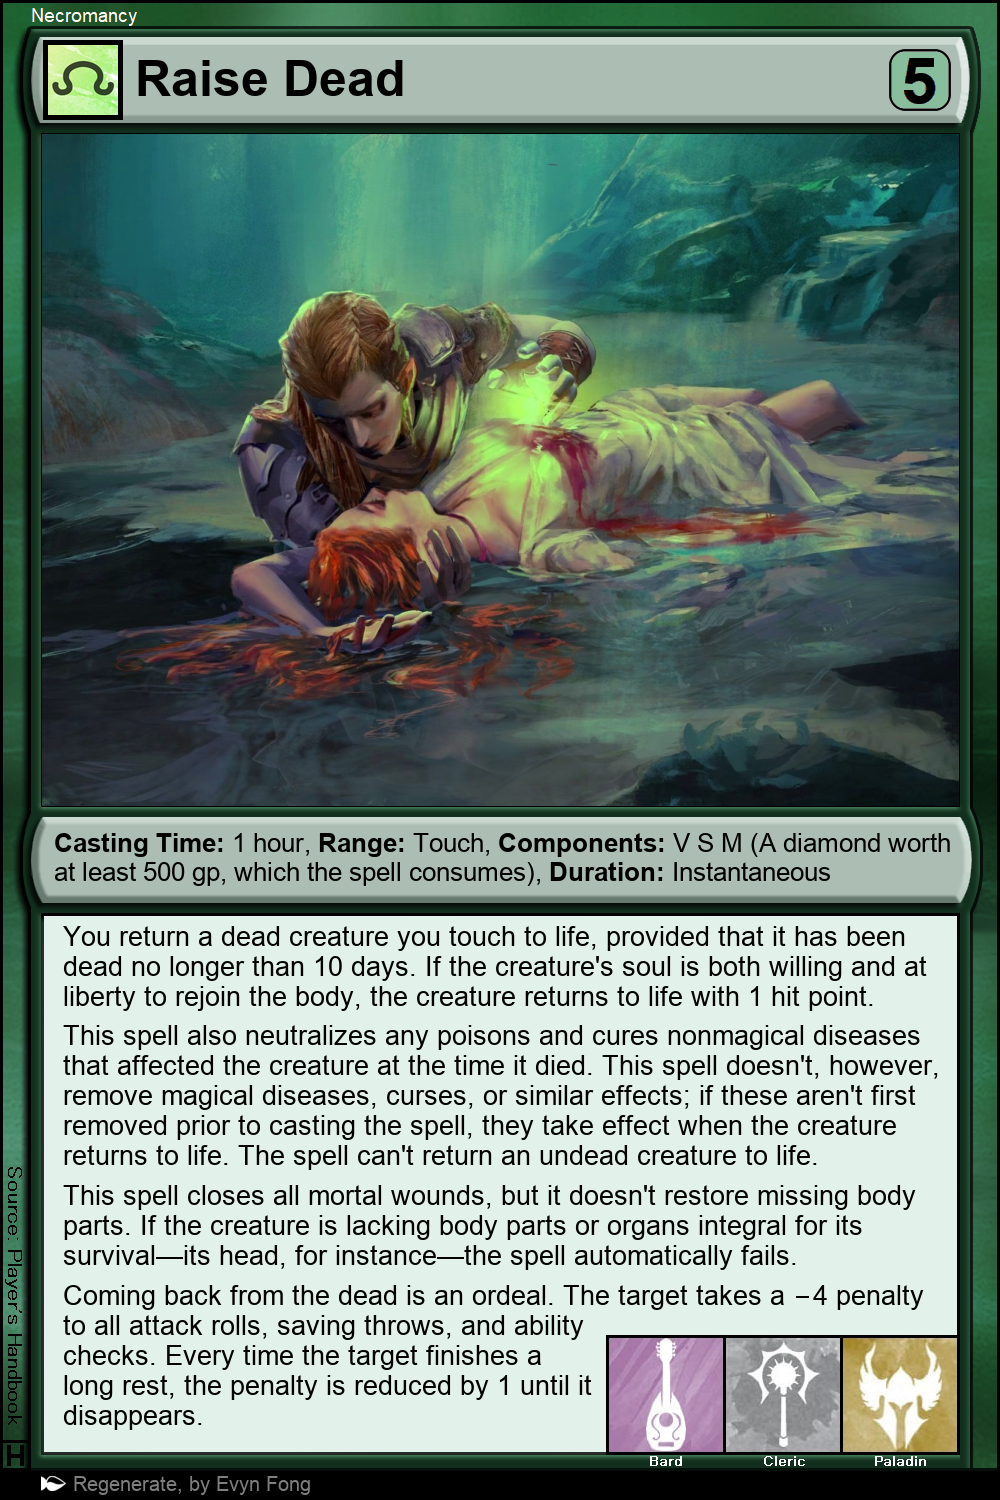 Necromancy
Raise Dead
5
Casting Time: 1 hour, Range: Touch, Components: V S M (A diamond worth
at least 500 gp, which the spell consumes), Duration: Instantaneous
You return a dead creature you touch to life, provided that it has been
dead no longer than 10 days. If the creature's soul is both willing and at
liberty to rejoin the body, the creature returns to life with 1 hit point.
This spell also neutralizes any poisons and cures nonmagical diseases
that affected the creature at the time it died. This spell doesn't, however,
remove magical diseases, curses, or similar effects; if these aren't first
removed prior to casting the spell, they take effect when the creature
returns to life. The spell can't return an undead creature to life.
This spell closes all mortal wounds, but it doesn't restore missing body
parts. If the creature is lacking body parts or organs integral for its
survival—its head, for instance—the spell automatically fails.
Coming back from the dead is an ordeal. The target takes a −4 penalty
to all attack rolls, saving throws, and ability
checks. Every time the target finishes a
long rest, the penalty is reduced by 1 until it
disappears.
Bard
Cleric
Paladin
Source: Player's Handbook
H
Regenerate, by Evyn Fong